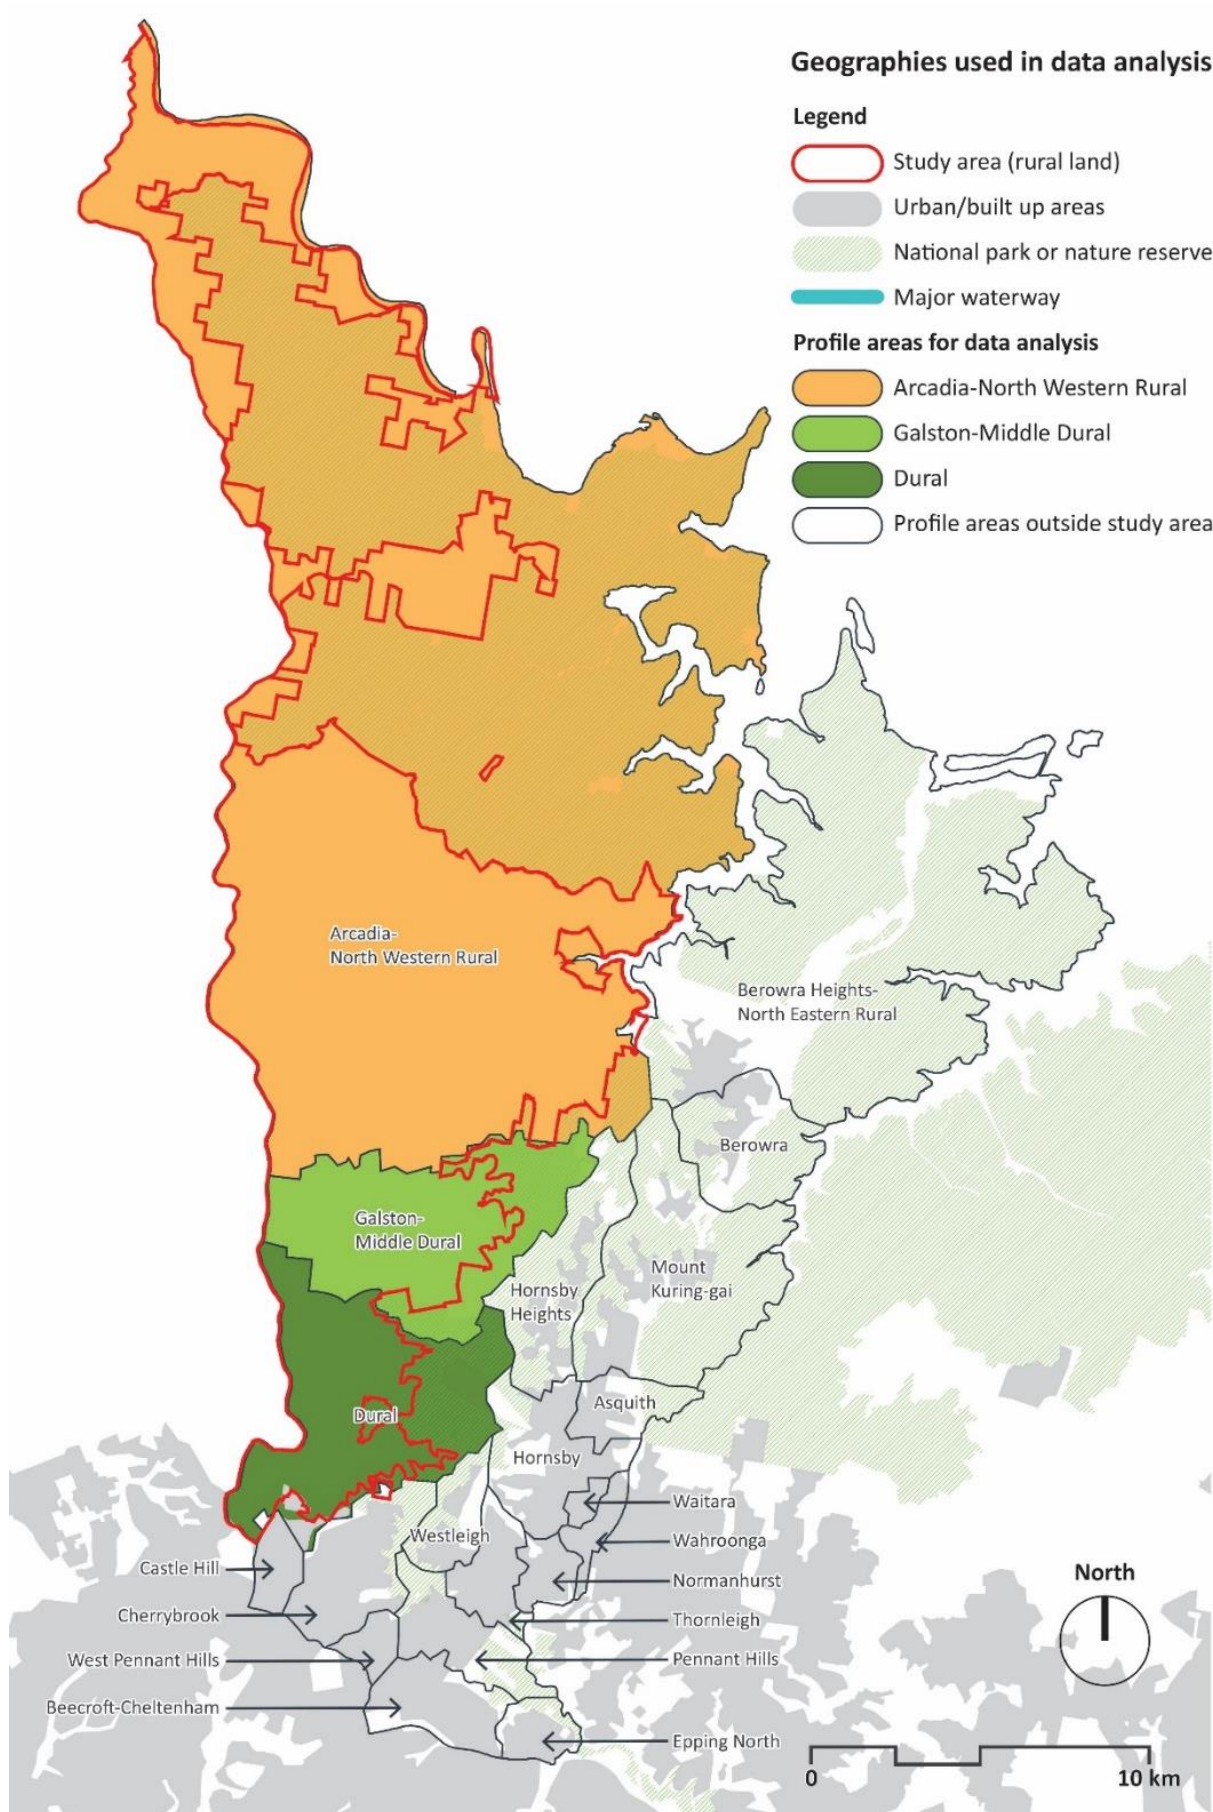 Geographies used in data analysis
Legend
Study area (rural land)
Urban/built up areas
National park or nature reserve
Major waterway
Profile areas for data analysis
Arcadia-North Western Rural
Galston-Middle Dural
Dural
Profile areas outside study area
Arcadia-
North Western Rural
Berowra Heights-
North Eastern Rural
Berowra
Galston-
Middle Dural
Mount
Kuring-gai
Hornsby
Heights
Asquith
Dural
Hornsby
Waitara
Westleigh
Wahroonga
Castle Hill
Normanhurst
Cherrybrook
Thornleigh
West Pennant Hills
Pennant Hills
Beecroft-Cheltenham
Epping North
North
0
10 km